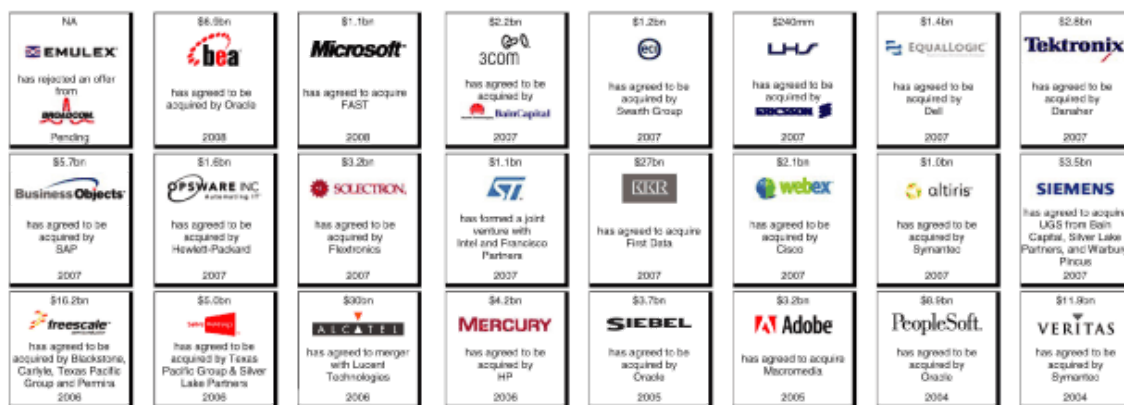 NA
EMULEX
has rejected an offer
from
BROADCOM
Pending
$6.9bn
bea
has agreed to be
acquired by Oracle
2008
$1.1bn
Microsoft
has agreed to acquire
FAST
2008
$2.2bn
3com
has agreed to be
acquired by
BainCapital
2007
$1.2bn
eci
has agreed to be
acquired by
Swarth Group
2007
$240mm
LHS
has agreed to be
acquired by
ERICSSON
2007
$1.4bn
EQUALLOGIC
has agreed to be
acquired by
Dell
2007
$2.8bn
Tektronix
has agreed to be
acquired by
Danaher
2007
$5.7bn
Business Objects
has agreed to be
acquired by
SAP
2007
$1.6bn
OPSWARE INC
Automating IT
has agreed to be
acquired by
Hewlett-Packard
2007
$3.2bn
SOLECTRON
has agreed to be
acquired by
Flextronics
2007
$1.1bn
ST
has formed a joint
venture with
Intel and Francisco
Partners
2007
$27bn
KKR
has agreed to acquire
First Data
2007
$2.1bn
webex
has agreed to be
acquired by
Cisco
2007
$1.0bn
altiris
has agreed to be
acquired by
Symantec
2007
$3.5bn
SIEMENS
has agreed to acquire
UGS from Bain
Capital, Silver Lake
Partners, and Warburg
Pincus
2007
$16.2bn
freescale
has agreed to be
acquired by Blackstone,
Carlyle, Texas Pacific
Group and Permira
2006
$5.0bn
Sabre Holdings
has agreed to be
acquired by Texas
Pacific Group & Silver
Lake Partners
2006
$30bn
ALCATEL
has agreed to merger
with Lucent
Technologies
2006
$4.2bn
MERCURY
has agreed to be
acquired by
HP
2006
$3.7bn
SIEBEL
has agreed to be
acquired by
Oracle
2005
$3.2bn
Adobe
has agreed to acquire
Macromedia
2005
$8.9bn
PeopleSoft.
has agreed to be
acquired by
Oracle
2004
$11.9bn
VERITAS
has agreed to be
acquired by
Symantec
2004